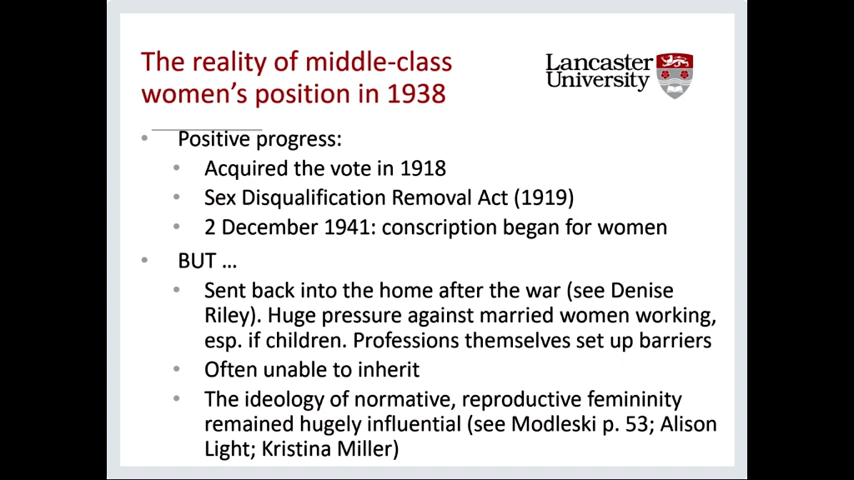 The reality of middle-class
women's position in 1938
Lancaster
University
• Positive progress:
• Acquired the vote in 1918
• Sex Disqualification Removal Act (1919)
• 2 December 1941: conscription began for women
• BUT …
• Sent back into the home after the war (see Denise
Riley). Huge pressure against married women working,
esp. if children. Professions themselves set up barriers
• Often unable to inherit
• The ideology of normative, reproductive femininity
remained hugely influential (see Modleski p. 53; Alison
Light; Kristina Miller)